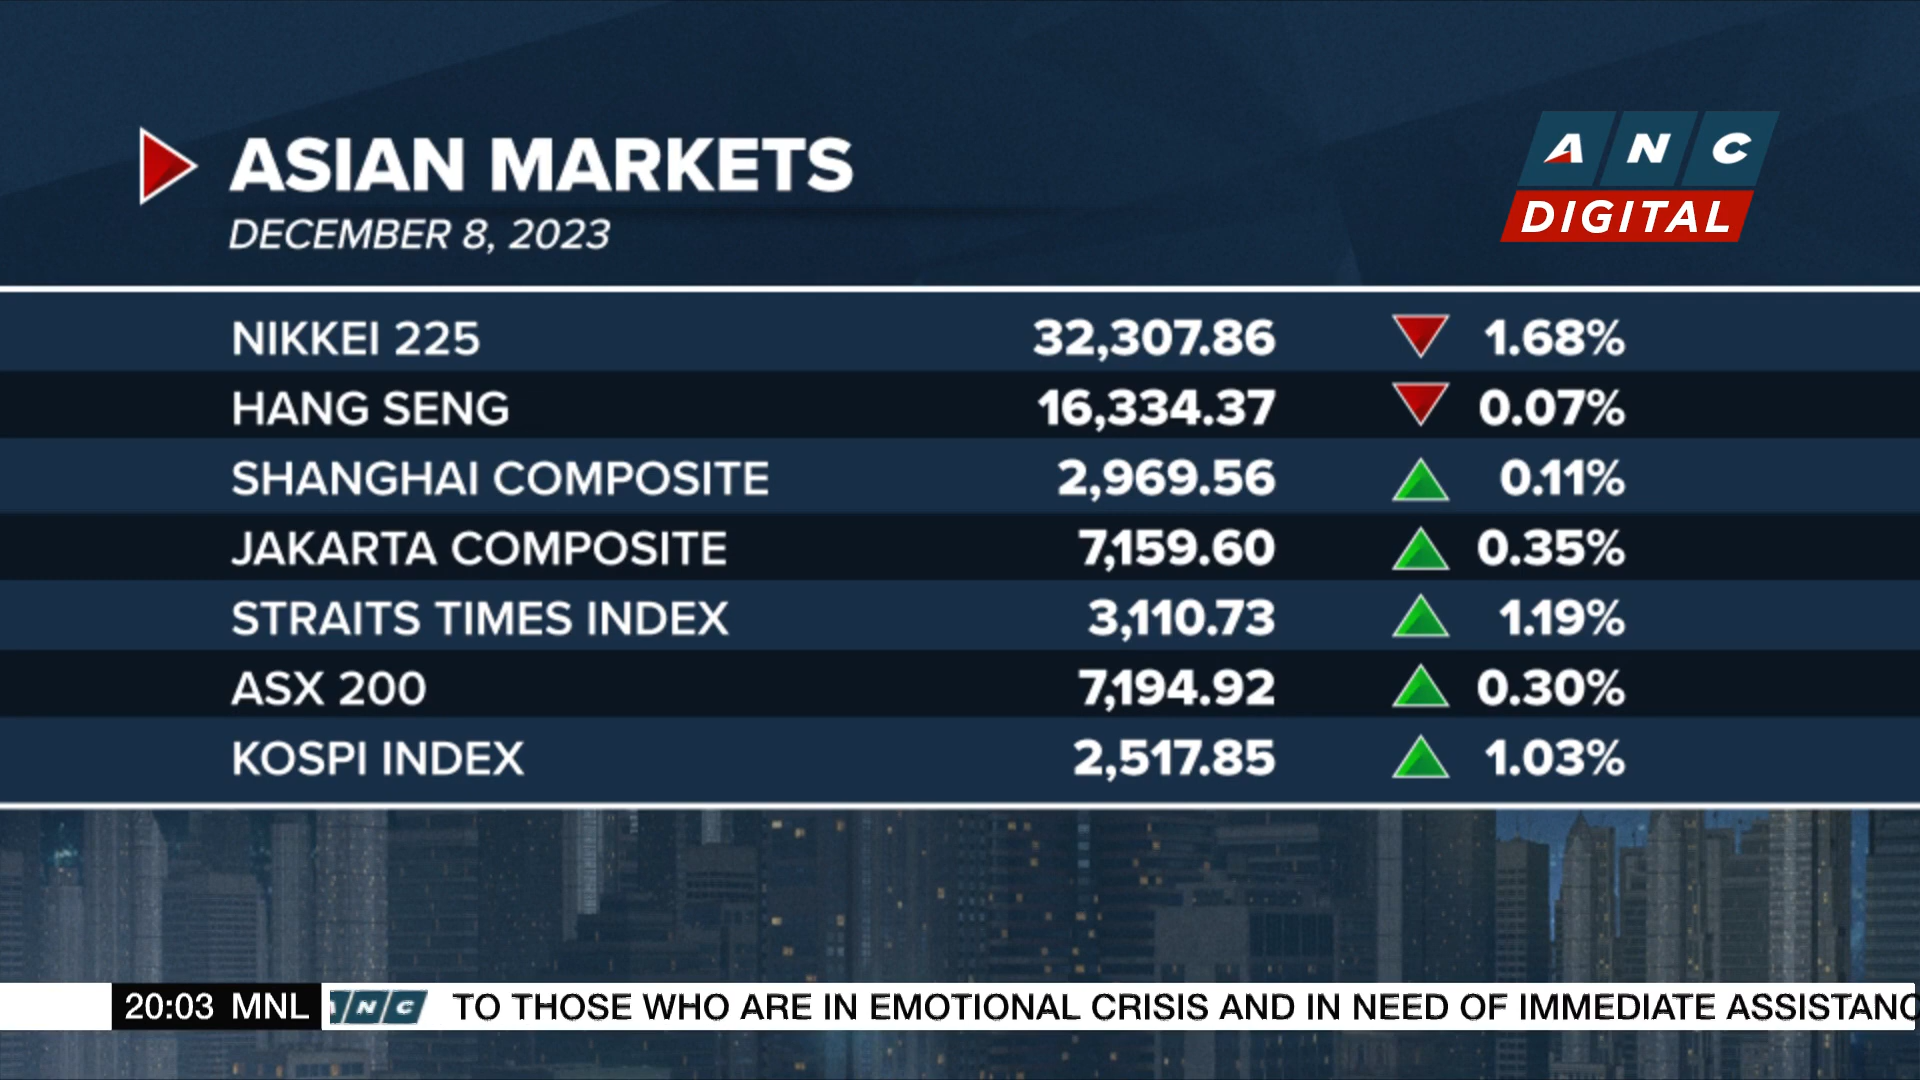 ASIAN MARKETS
DECEMBER 8, 2023
ANC
DIGITAL
NIKKEI 225 32,307.86 1.68%
HANG SENG 16,334.37 0.07%
SHANGHAI COMPOSITE 2,969.56 0.11%
JAKARTA COMPOSITE 7,159.60 0.35%
STRAITS TIMES INDEX 3,110.73 1.19%
ASX 200 7,194.92 0.30%
KOSPI INDEX 2,517.85 1.03%
20:03 MNL ANC TO THOSE WHO ARE IN EMOTIONAL CRISIS AND IN NEED OF IMMEDIATE ASSISTANC